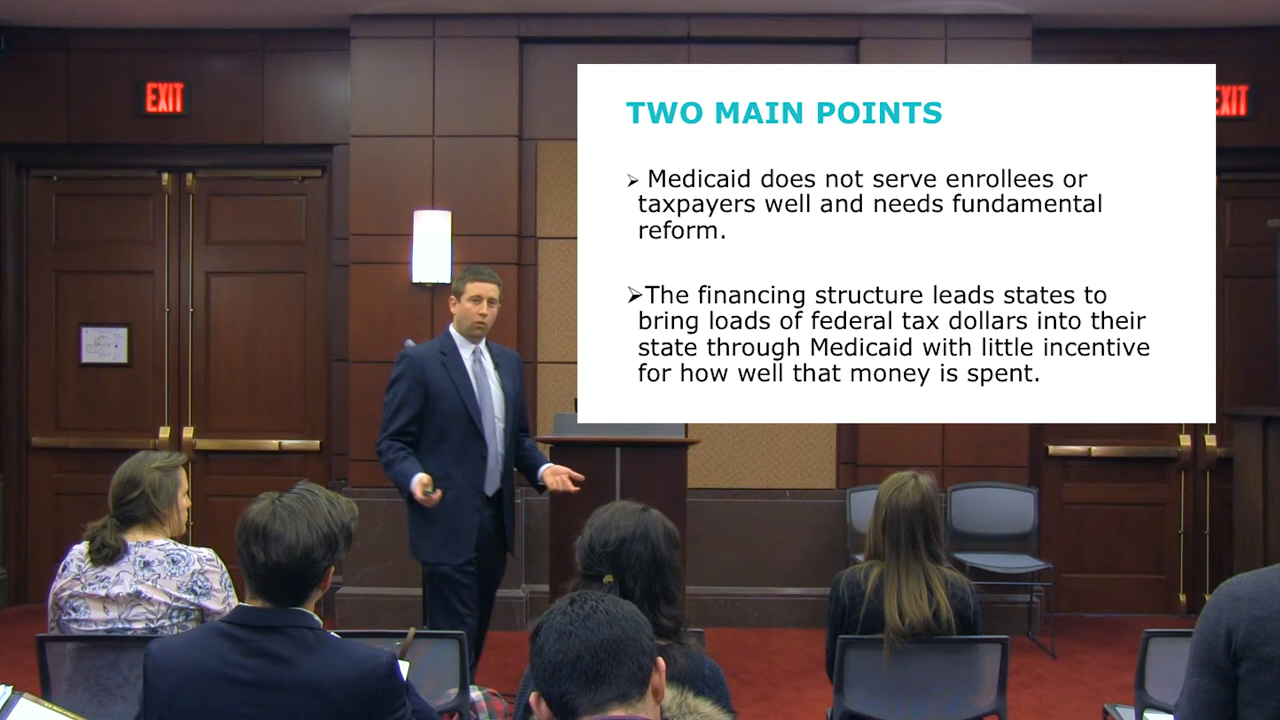 EXIT
EXIT
TWO MAIN POINTS
➢ Medicaid does not serve enrollees or
taxpayers well and needs fundamental
reform.
➢The financing structure leads states to
bring loads of federal tax dollars into their
state through Medicaid with little incentive
for how well that money is spent.